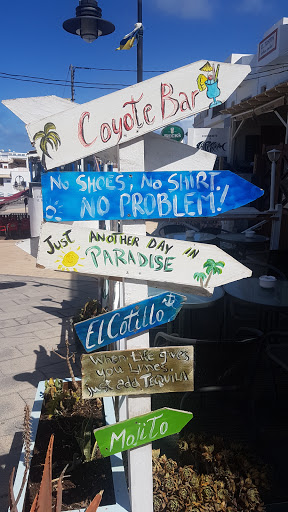 Coyote Bar
No Shoes, No Shirt,
No Problem!
Just Another Day in
Paradise
El Cotillo
When Life gives
you Limes
Just add Tequila
Mojito